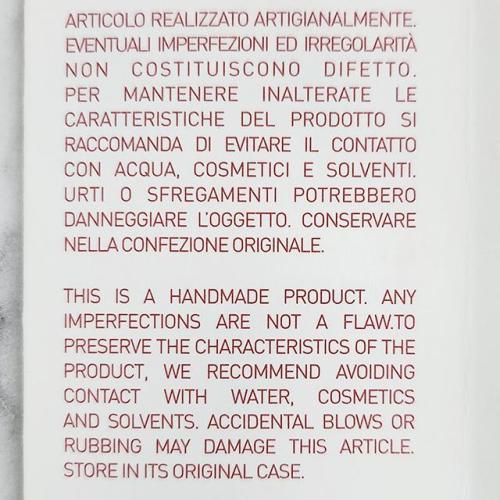 ARTICOLO REALIZZATO ARTIGIANALMENTE.
EVENTUALI IMPERFEZIONI ED IRREGOLARITÀ
NON COSTITUISCONO DIFETTO.
PER MANTENERE INALTERATE LE
CARATTERISTICHE DEL PRODOTTO SI
RACCOMANDA DI EVITARE IL CONTATTO
CON ACQUA, COSMETICI E SOLVENTI.
URTI O SFREGAMENTI POTREBBERO
DANNEGGIARE L'OGGETTO. CONSERVARE
NELLA CONFEZIONE ORIGINALE.
THIS IS A HANDMADE PRODUCT. ANY
IMPERFECTIONS ARE NOT A FLAW.TO
PRESERVE THE CHARACTERISTICS OF THE
PRODUCT, WE RECOMMEND AVOIDING
CONTACT WITH WATER, COSMETICS
AND SOLVENTS. ACCIDENTAL BLOWS OR
RUBBING MAY DAMAGE THIS ARTICLE.
STORE IN ITS ORIGINAL CASE.